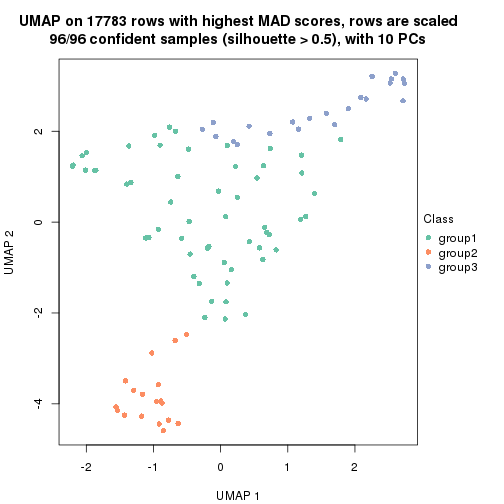 UMAP on 17783 rows with highest MAD scores, rows are scaled
96/96 confident samples (silhouette > 0.5), with 10 PCs
2
0
-2
-4
UMAP 2
-2
-1
0
1
2
UMAP 1
Class
group1
group2
group3